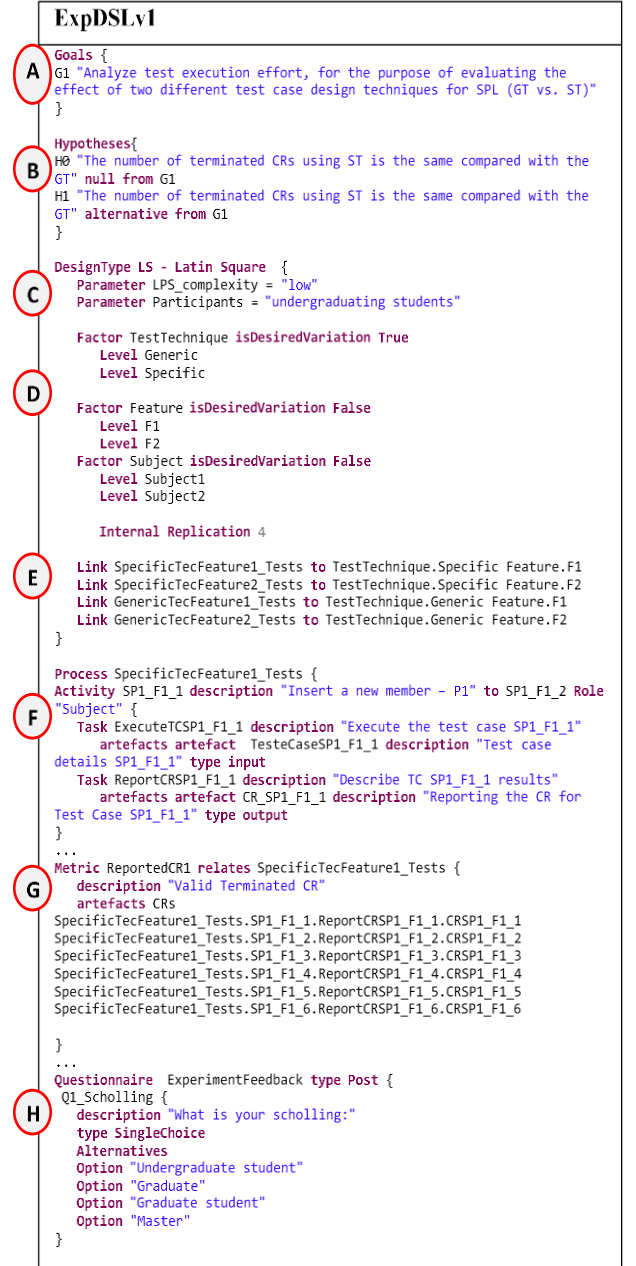 ExpDSLv1
A
Goals {
G1 "Analyze test execution effort, for the purpose of evaluating the
effect of two different test case design techniques for SPL (GT vs. ST)"
}
B
Hypotheses{
H0 "The number of terminated CRs using ST is the same compared with the
GT" null from G1
H1 "The number of terminated CRs using ST is the same compared with the
GT" alternative from G1
}
C
DesignType LS - Latin Square {
Parameter LPS_complexity = "low"
Parameter Participants = "undergraduating students"
D
Factor TestTechnique isDesiredVariation True
Level Generic
Level Specific
Factor Feature isDesiredVariation False
Level F1
Level F2
Factor Subject isDesiredVariation False
Level Subject1
Level Subject2
Internal Replication 4
E
Link SpecificTecFeature1_Tests to TestTechnique.Specific Feature.F1
Link SpecificTecFeature2_Tests to TestTechnique.Specific Feature.F2
Link GenericTecFeature1_Tests to TestTechnique.Generic Feature.F1
Link GenericTecFeature2_Tests to TestTechnique.Generic Feature.F2
}
F
Process SpecificTecFeature1_Tests {
Activity SP1_F1_1 description "Insert a new member – P1" to SP1_F1_2 Role
"Subject" {
Task ExecuteTCSP1_F1_1 description "Execute the test case SP1_F1_1"
artefacts artefact TesteCaseSP1_F1_1 description "Test case
details SP1_F1_1" type input
Task ReportCRSP1_F1_1 description "Describe TC SP1_F1_1 results"
artefacts artefact CR_SP1_F1_1 description "Reporting the CR for
Test Case SP1_F1_1" type output
}
...
G
Metric ReportedCR1 relates SpecificTecFeature1_Tests {
description "Valid Terminated CR"
artefacts CRs
SpecificTecFeature1_Tests.SP1_F1_1.ReportCRSP1_F1_1.CRSP1_F1_1
SpecificTecFeature1_Tests.SP1_F1_2.ReportCRSP1_F1_2.CRSP1_F1_2
SpecificTecFeature1_Tests.SP1_F1_3.ReportCRSP1_F1_3.CRSP1_F1_3
SpecificTecFeature1_Tests.SP1_F1_4.ReportCRSP1_F1_4.CRSP1_F1_4
SpecificTecFeature1_Tests.SP1_F1_5.ReportCRSP1_F1_5.CRSP1_F1_5
SpecificTecFeature1_Tests.SP1_F1_6.ReportCRSP1_F1_6.CRSP1_F1_6
}
...
H
Questionnaire ExperimentFeedback type Post {
Q1_Scholling {
description "What is your scholling:"
type SingleChoice
Alternatives
Option "Undergraduate student"
Option "Graduate"
Option "Graduate student"
Option "Master"
}